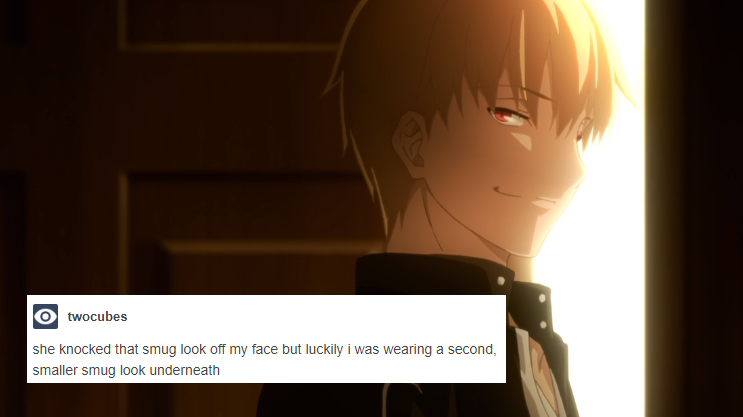 twocubes
she knocked that smug look off my face but luckily i was wearing a second,
smaller smug look underneath